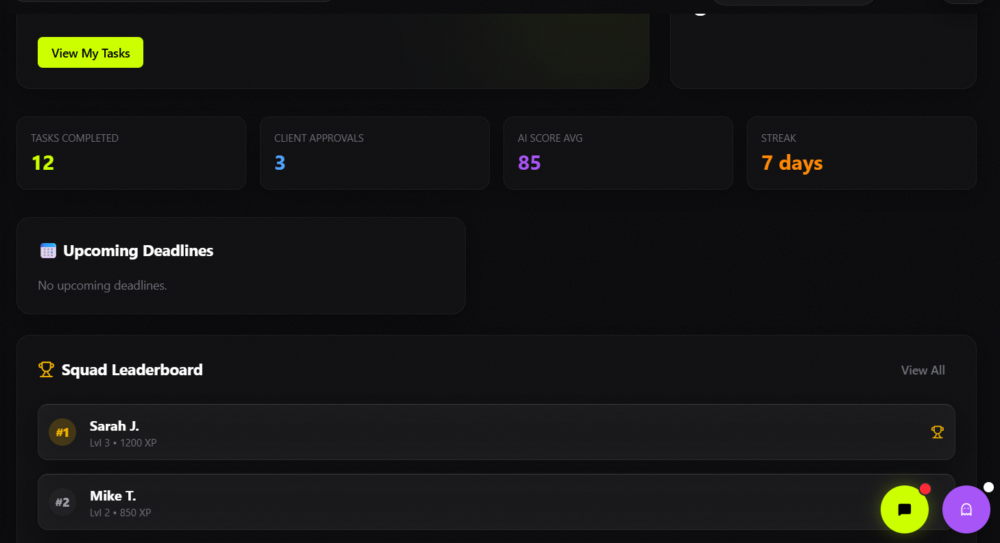 View My Tasks
TASKS COMPLETED
12
CLIENT APPROVALS
3
AI SCORE AVG
85
STREAK
7 days
Upcoming Deadlines
No upcoming deadlines.
Squad Leaderboard
View All
#1
Sarah J.
Lvl 3 • 1200 XP
#2
Mike T.
Lvl 2 • 850 XP